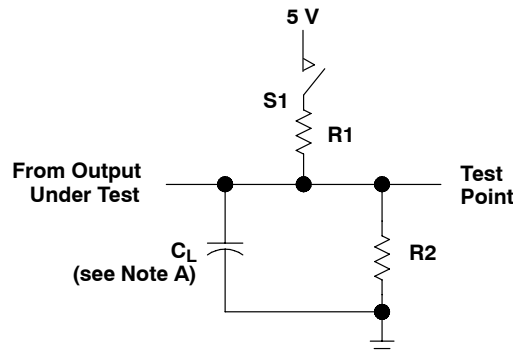 5 V
S1
R1
From Output
Under Test
Test
Point
CL
(see Note A)
R2